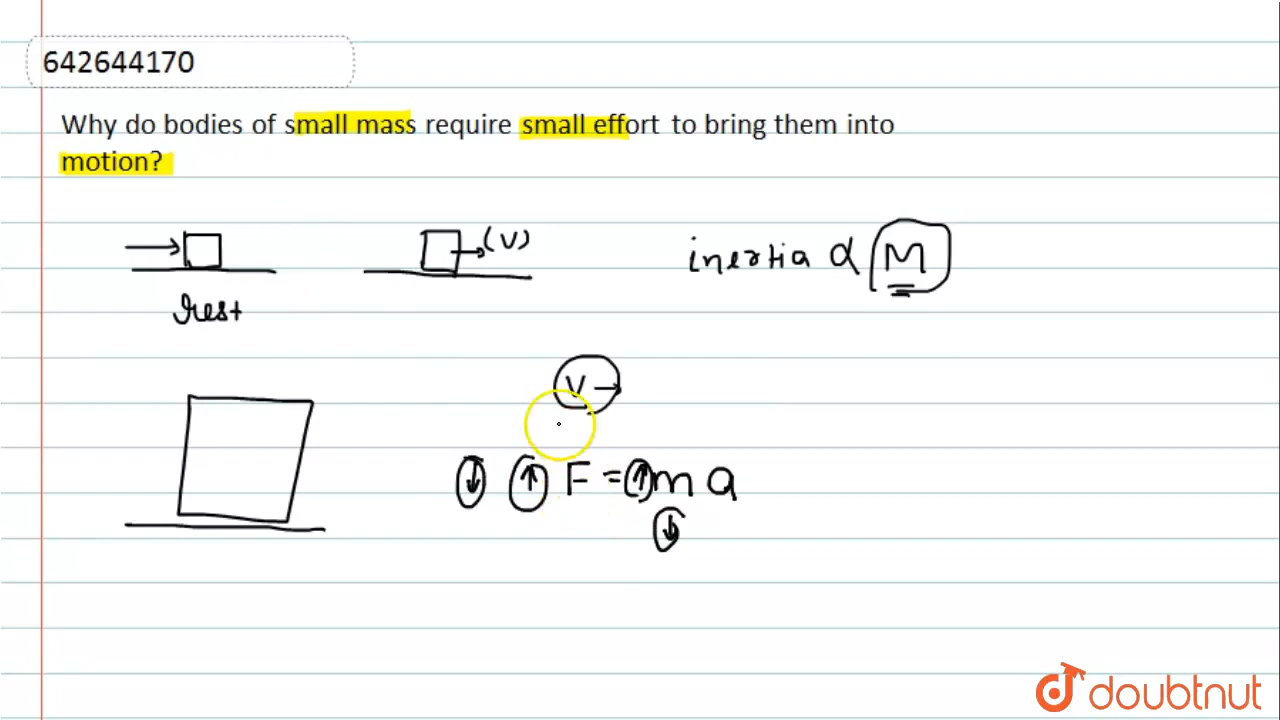 642644170
Why do bodies of small mass require small effort to bring them into
motion?
(v)
inertia α M
Rest
V →
↓ ↑ F = ↑ m a
↓
doubtnut